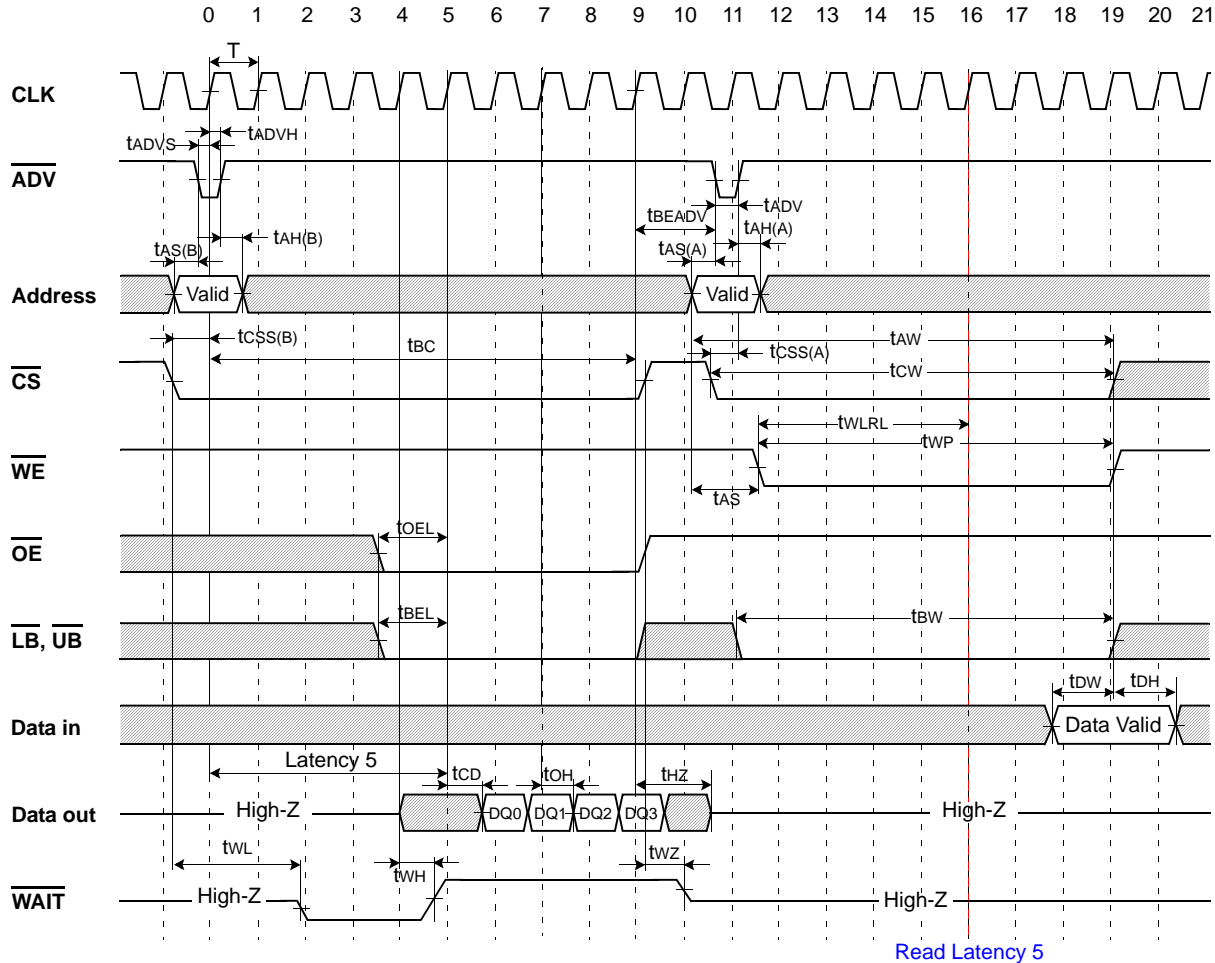 0 1 2 3 4 5 6 7 8 9 10 11 12 13 14 15 16 17 18 19 20 21
T
CLK
tADVS tADVH
ADV
tBEADV tADV
tAS(B) tAH(B) tAS(A) tAH(A)
Address Valid Valid
tCSS(B) tBC tAW
tCSS(A)
CS tCW
tWLRL
tWP
WE
tAS
OE tOEL
tBEL tBW
LB, UB
tDW tDH
Data in Data Valid
Latency 5
tCD tOH tHZ
Data out High-Z DQ0 DQ1 DQ2 DQ3 High-Z
tWL tWH tWZ
WAIT High-Z High-Z
Read Latency 5